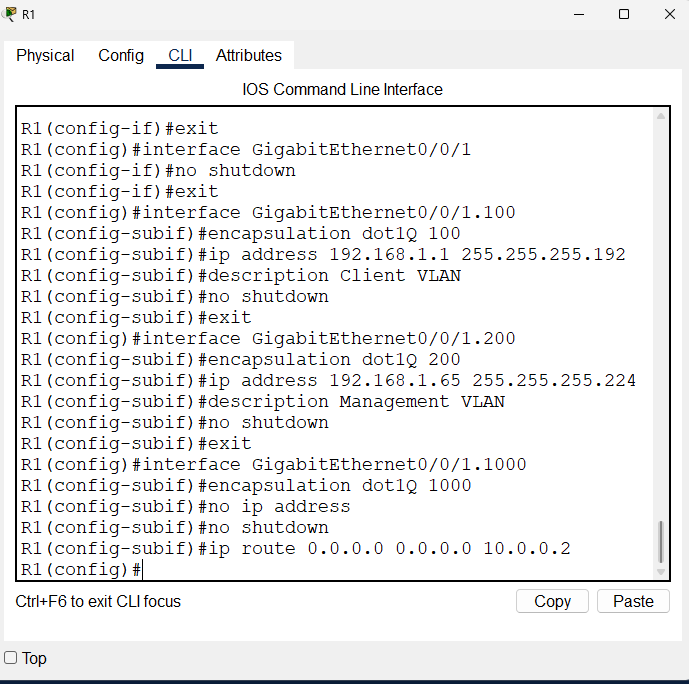 R1
Physical Config CLI Attributes
IOS Command Line Interface
R1(config-if)#exit
R1(config)#interface GigabitEthernet0/0/1
R1(config-if)#no shutdown
R1(config-if)#exit
R1(config)#interface GigabitEthernet0/0/1.100
R1(config-subif)#encapsulation dot1Q 100
R1(config-subif)#ip address 192.168.1.1 255.255.255.192
R1(config-subif)#description Client VLAN
R1(config-subif)#no shutdown
R1(config-subif)#exit
R1(config)#interface GigabitEthernet0/0/1.200
R1(config-subif)#encapsulation dot1Q 200
R1(config-subif)#ip address 192.168.1.65 255.255.255.224
R1(config-subif)#description Management VLAN
R1(config-subif)#no shutdown
R1(config-subif)#exit
R1(config)#interface GigabitEthernet0/0/1.1000
R1(config-subif)#encapsulation dot1Q 1000
R1(config-subif)#no ip address
R1(config-subif)#no shutdown
R1(config-subif)#ip route 0.0.0.0 0.0.0.0 10.0.0.2
R1(config)#
Ctrl+F6 to exit CLI focus
Copy Paste
Top